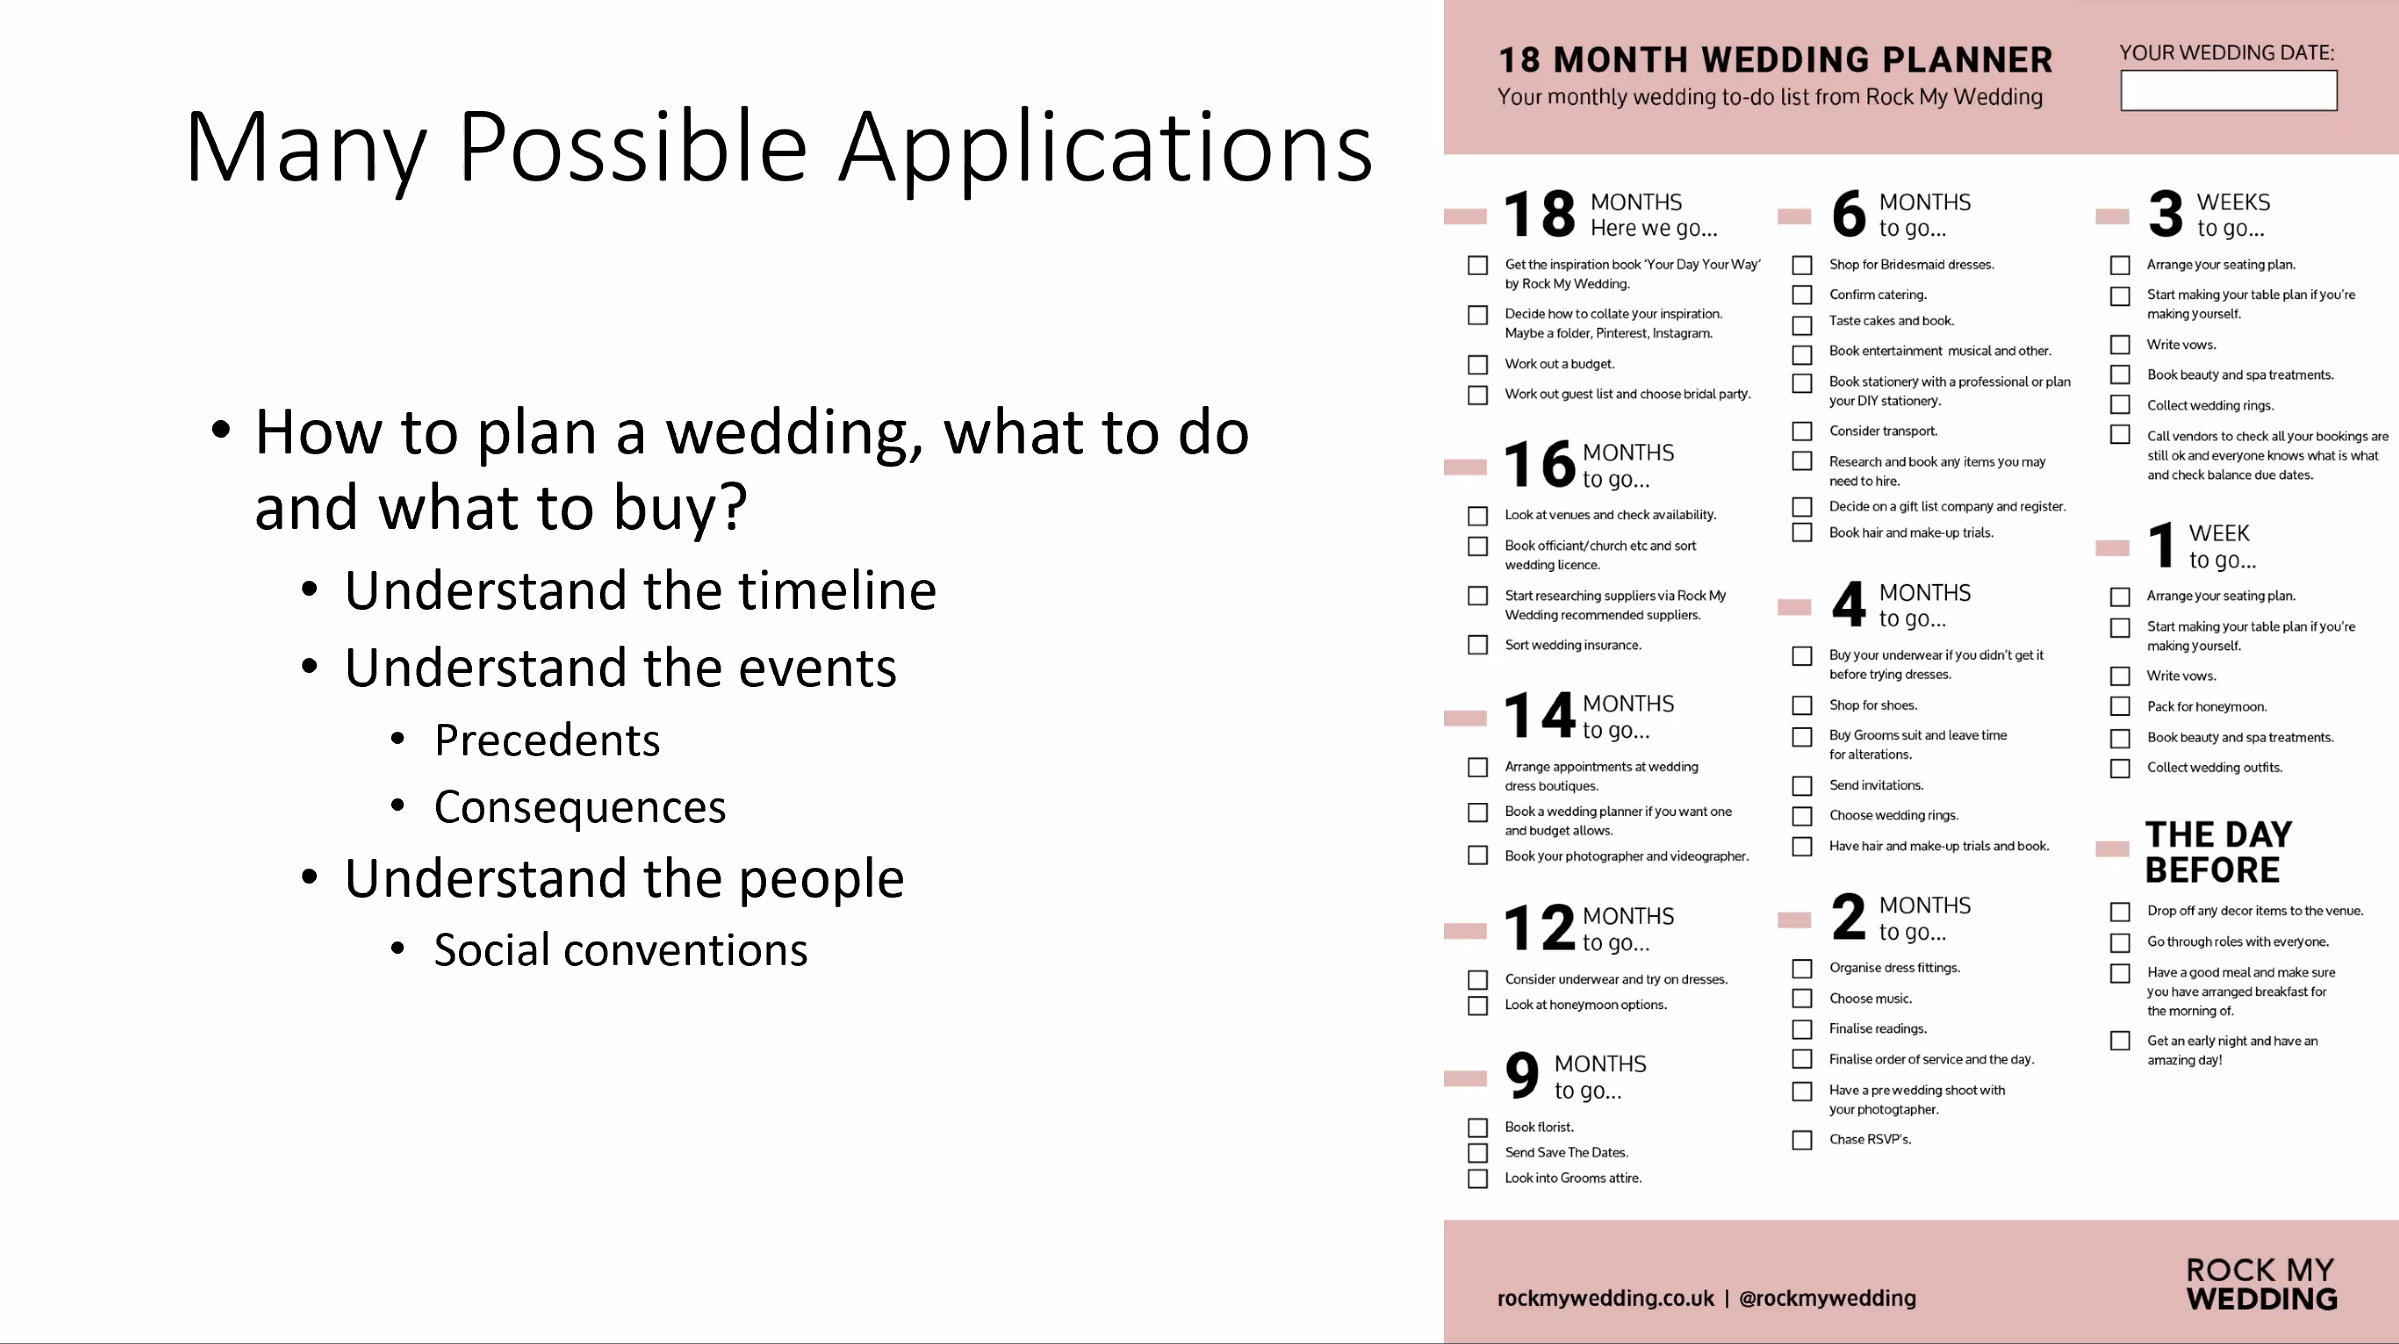 Many Possible Applications
• How to plan a wedding, what to do
and what to buy?
• Understand the timeline
• Understand the events
• Precedents
• Consequences
• Understand the people
• Social conventions
18 MONTH WEDDING PLANNER
Your monthly wedding to-do list from Rock My Wedding
YOUR WEDDING DATE:
18 MONTHS
Here we go...
Get the inspiration book ‘Your Day Your Way’
by Rock My Wedding.
Decide how to collate your inspiration.
Maybe a folder, Pinterest, Instagram.
Work out a budget.
Work out guest list and choose bridal party.
16 MONTHS
to go...
Look at venues and check availability.
Book officiant/church etc and sort
wedding licence.
Start researching suppliers via Rock My
Wedding recommended suppliers.
Sort wedding insurance.
14 MONTHS
to go...
Arrange appointments at wedding
dress boutiques.
Book a wedding planner if you want one
and budget allows.
Book your photographer and videographer.
12 MONTHS
to go...
Consider underwear and try on dresses.
Look at honeymoon options.
9 MONTHS
to go...
Book florist.
Send Save The Dates.
Look into Grooms attire.
6 MONTHS
to go...
Shop for Bridesmaid dresses.
Confirm catering.
Taste cakes and book.
Book entertainment musical and other.
Book stationery with a professional or plan
your DIY stationery.
Consider transport.
Research and book any items you may
need to hire.
Decide on a gift list company and register.
Book hair and make-up trials.
4 MONTHS
to go...
Buy your underwear if you didn’t get it
before trying dresses.
Shop for shoes.
Buy Grooms suit and leave time
for alterations.
Send invitations.
Choose wedding rings.
Have hair and make-up trials and book.
2 MONTHS
to go...
Organise dress fittings.
Choose music.
Finalise readings.
Finalise order of service and the day.
Have a pre wedding shoot with
your photogtapher.
Chase RSVP’s.
3 WEEKS
to go...
Arrange your seating plan.
Start making your table plan if you’re
making yourself.
Write vows.
Book beauty and spa treatments.
Collect wedding rings.
Call vendors to check all your bookings are
still ok and everyone knows what is what
and check balance due dates.
1 WEEK
to go...
Arrange your seating plan.
Start making your table plan if you’re
making yourself.
Write vows.
Pack for honeymoon.
Book beauty and spa treatments.
Collect wedding outfits.
THE DAY
BEFORE
Drop off any decor items to the venue.
Go through roles with everyone.
Have a good meal and make sure
you have arranged breakfast for
the morning of.
Get an early night and have an
amazing day!
rockmywedding.co.uk | @rockmywedding
ROCK MY
WEDDING